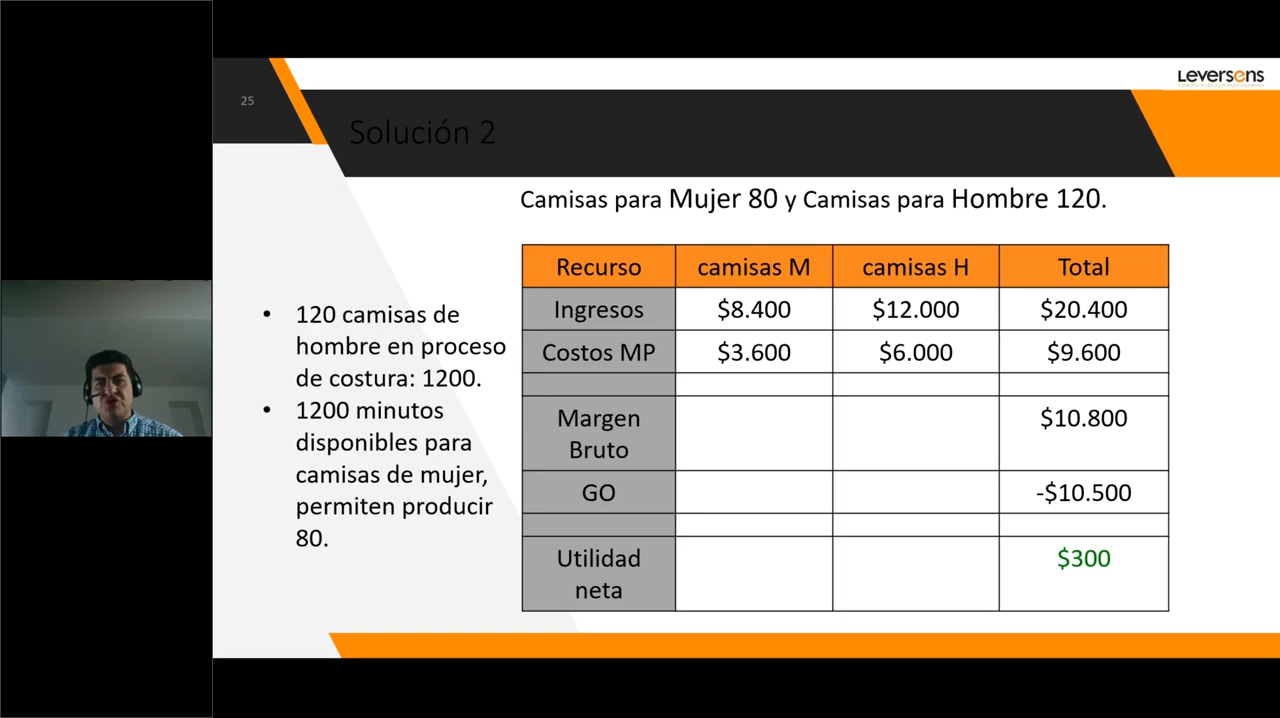 25
Leversens
Solución 2
Camisas para Mujer 80 y Camisas para Hombre 120.
• 120 camisas de
hombre en proceso
de costura: 1200.
• 1200 minutos
disponibles para
camisas de mujer,
permiten producir
80.
Recurso camisas M camisas H Total
Ingresos $8.400 $12.000 $20.400
Costos MP $3.600 $6.000 $9.600
Margen
Bruto $10.800
GO -$10.500
Utilidad
neta $300